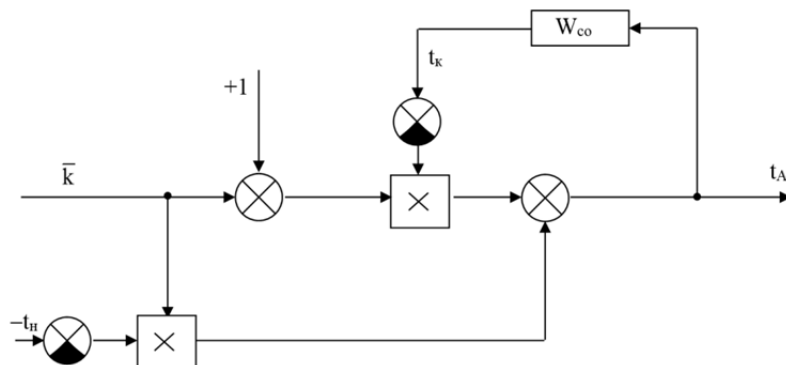 W_co
t_к
+1
k̅
t_A
−t_н
×
×